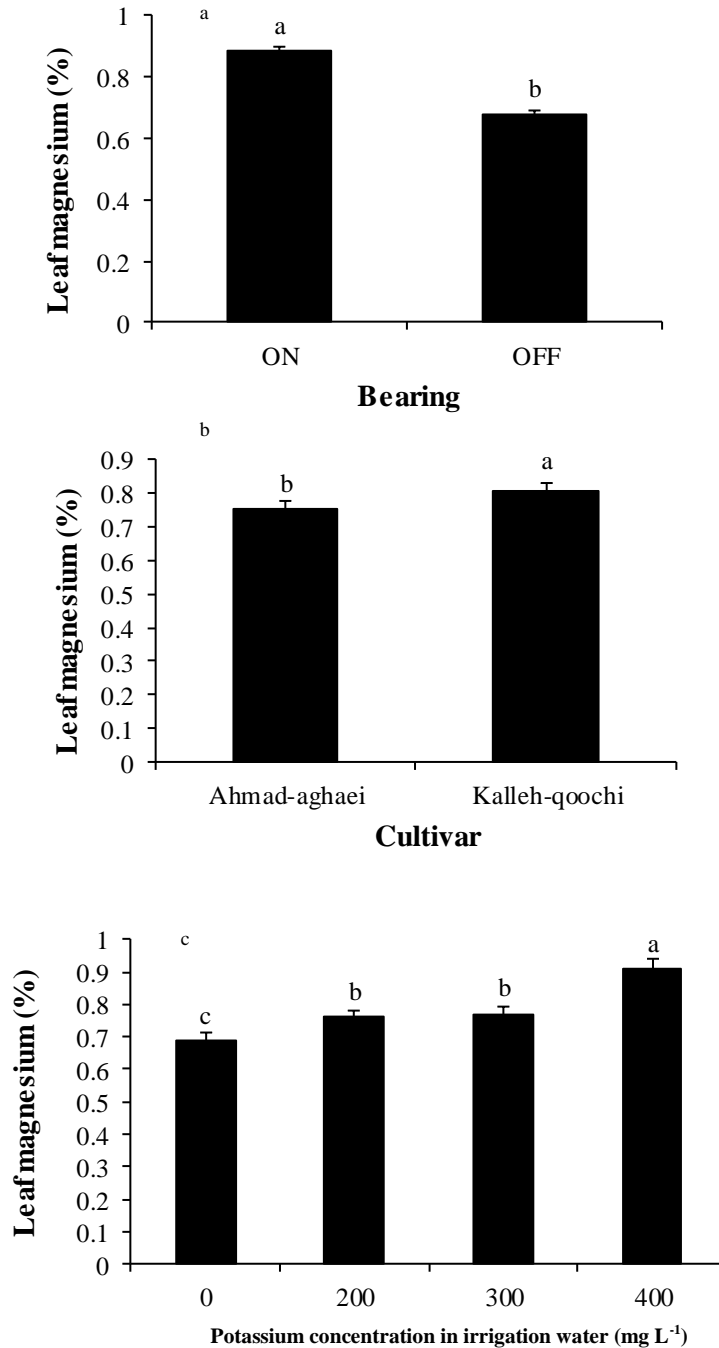 a
1
0.8
0.6
0.4
0.2
0
Leaf magnesium (%)
a
b
ON
OFF
Bearing
b
0.9
0.8
0.7
0.6
0.5
0.4
0.3
0.2
0.1
0
Leaf magnesium (%)
b
a
Ahmad-aghaei
Kalleh-qoochi
Cultivar
c
1
0.9
0.8
0.7
0.6
0.5
0.4
0.3
0.2
0.1
0
Leaf magnesium (%)
c
b
b
a
0
200
300
400
Potassium concentration in irrigation water (mg L⁻¹)